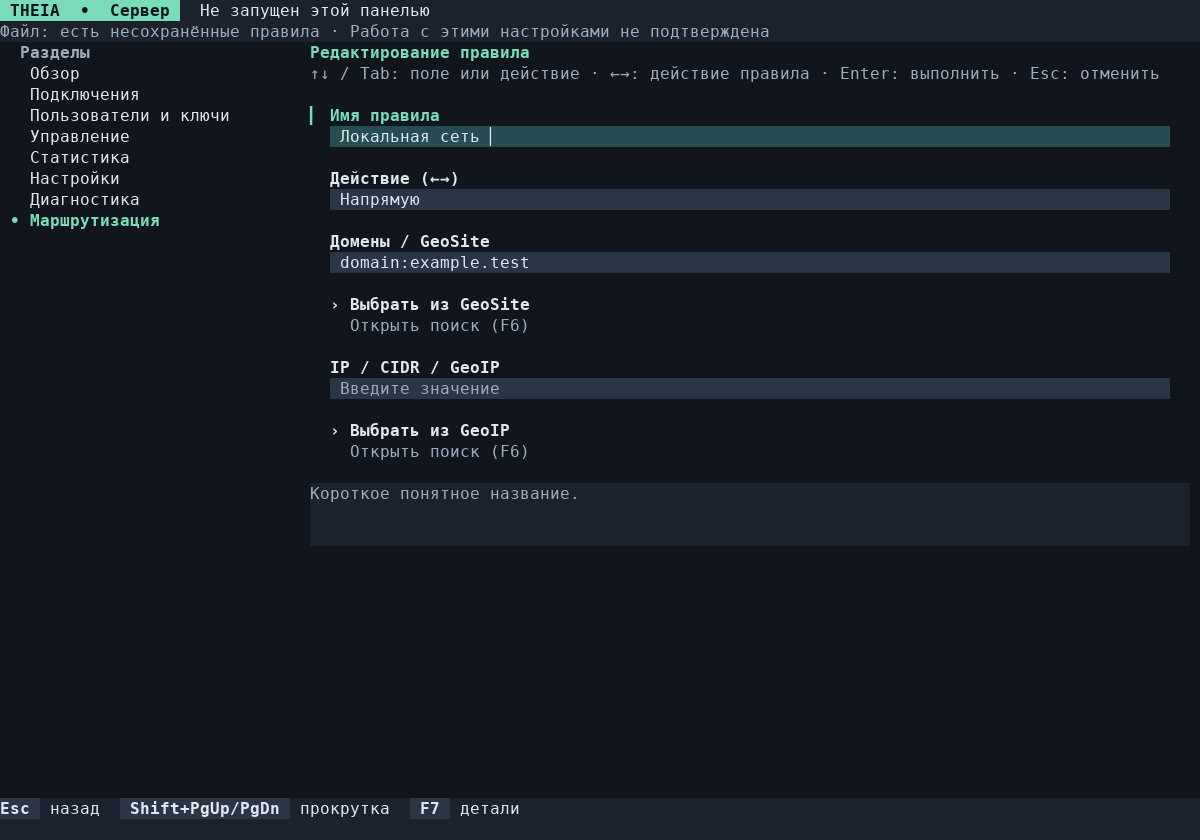 THEIA • Сервер Не запущен этой панелью
Файл: есть несохранённые правила · Работа с этими настройками не подтверждена
Разделы
Обзор
Подключения
Пользователи и ключи
Управление
Статистика
Настройки
Диагностика
• Маршрутизация
Редактирование правила
↑↓ / Tab: поле или действие · ←→: действие правила · Enter: выполнить · Esc: отменить
Имя правила
Локальная сеть
Действие (←→)
Напрямую
Домены / GeoSite
domain:example.test
› Выбрать из GeoSite
Открыть поиск (F6)
IP / CIDR / GeoIP
Введите значение
› Выбрать из GeoIP
Открыть поиск (F6)
Короткое понятное название.
Esc назад Shift+PgUp/PgDn прокрутка F7 детали